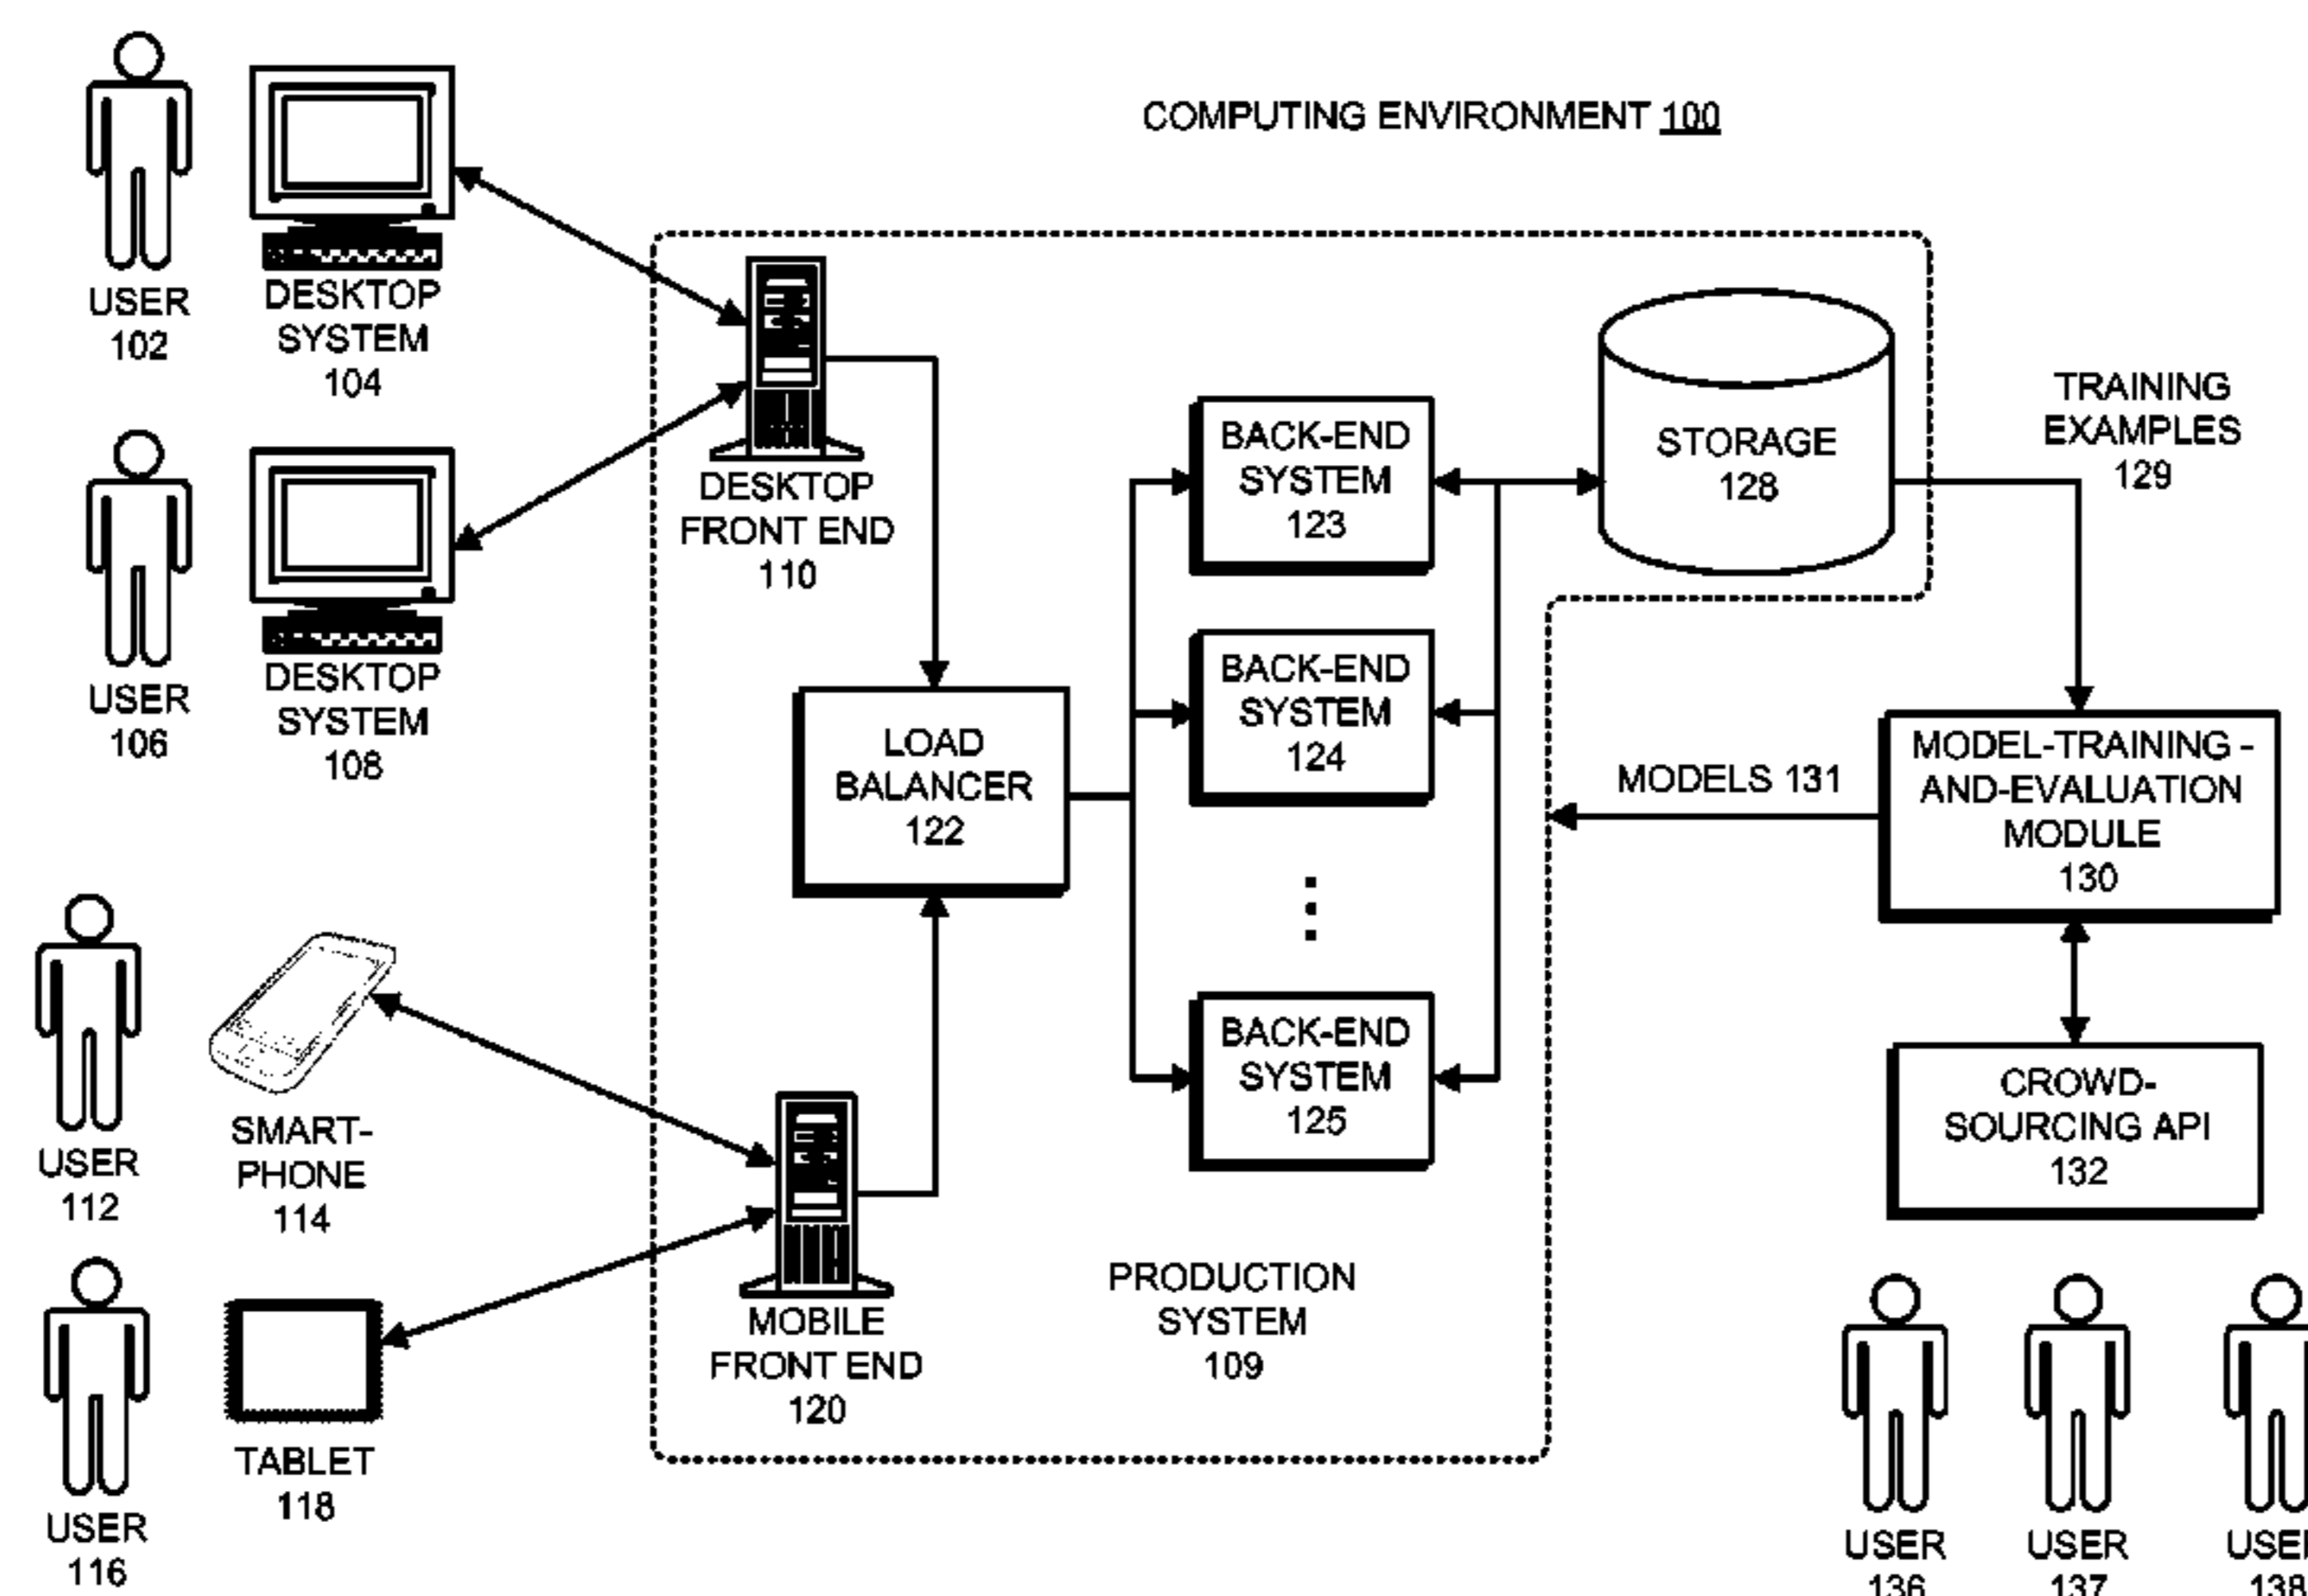 COMPUTING ENVIRONMENT 100
USER
102
DESKTOP
SYSTEM
104
USER
106
DESKTOP
SYSTEM
108
USER
112
SMART-
PHONE
114
USER
116
TABLET
118
DESKTOP
FRONT END
110
LOAD
BALANCER
122
MOBILE
FRONT END
120
BACK-END
SYSTEM
123
BACK-END
SYSTEM
124
BACK-END
SYSTEM
125
PRODUCTION
SYSTEM
109
STORAGE
128
TRAINING
EXAMPLES
129
MODELS 131
MODEL-TRAINING -
AND-EVALUATION
MODULE
130
CROWD-
SOURCING API
132
USER
136
USER
137
USER
138